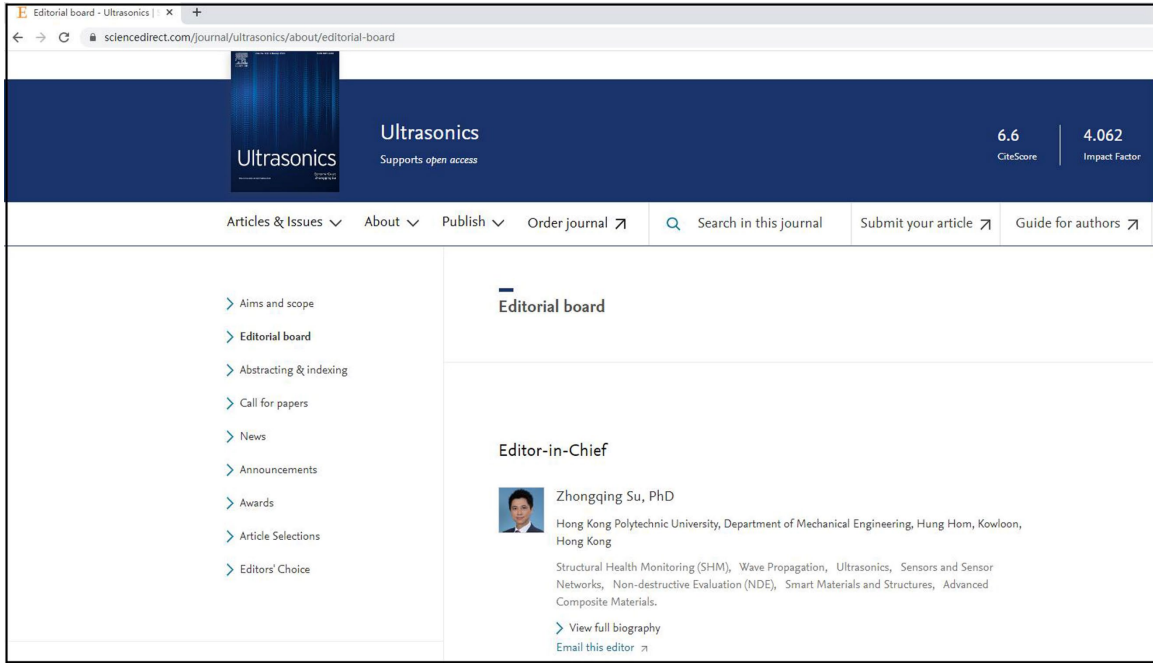 Editorial board - Ultrasonics |
sciencedirect.com/journal/ultrasonics/about/editorial-board
Ultrasonics
Ultrasonics
Supports open access
6.6
CiteScore
4.062
Impact Factor
Articles & Issues
About
Publish
Order journal
Search in this journal
Submit your article
Guide for authors
Aims and scope
Editorial board
Abstracting & indexing
Call for papers
News
Announcements
Awards
Article Selections
Editors' Choice
Editorial board
Editor-in-Chief
Zhongqing Su, PhD
Hong Kong Polytechnic University, Department of Mechanical Engineering, Hung Hom, Kowloon,
Hong Kong
Structural Health Monitoring (SHM), Wave Propagation, Ultrasonics, Sensors and Sensor
Networks, Non-destructive Evaluation (NDE), Smart Materials and Structures, Advanced
Composite Materials.
View full biography
Email this editor